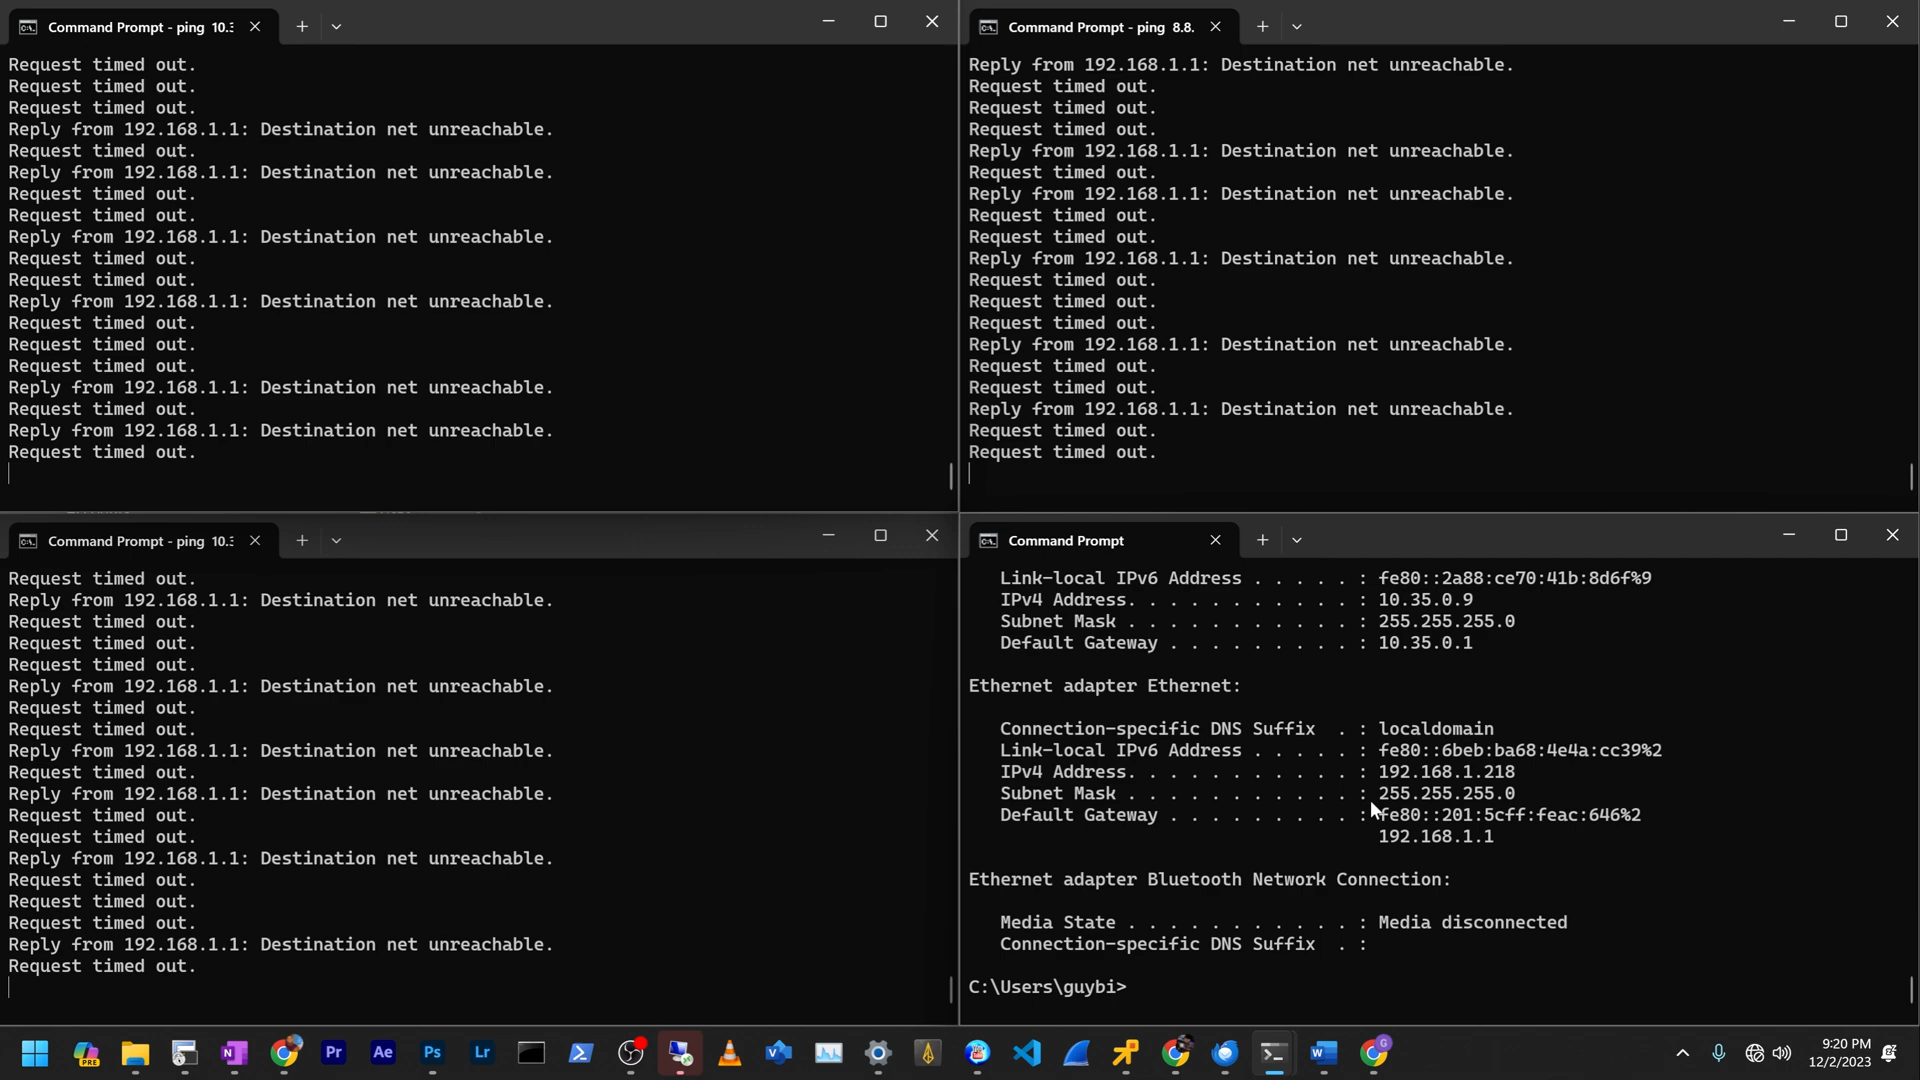 Command Prompt - ping 10.3
Request timed out.
Request timed out.
Request timed out.
Reply from 192.168.1.1: Destination net unreachable.
Request timed out.
Reply from 192.168.1.1: Destination net unreachable.
Request timed out.
Request timed out.
Reply from 192.168.1.1: Destination net unreachable.
Request timed out.
Request timed out.
Reply from 192.168.1.1: Destination net unreachable.
Request timed out.
Request timed out.
Request timed out.
Reply from 192.168.1.1: Destination net unreachable.
Request timed out.
Reply from 192.168.1.1: Destination net unreachable.
Request timed out.
Command Prompt - ping 8.8.
Reply from 192.168.1.1: Destination net unreachable.
Request timed out.
Request timed out.
Request timed out.
Reply from 192.168.1.1: Destination net unreachable.
Request timed out.
Reply from 192.168.1.1: Destination net unreachable.
Request timed out.
Request timed out.
Reply from 192.168.1.1: Destination net unreachable.
Request timed out.
Request timed out.
Request timed out.
Reply from 192.168.1.1: Destination net unreachable.
Request timed out.
Request timed out.
Reply from 192.168.1.1: Destination net unreachable.
Request timed out.
Request timed out.
Command Prompt - ping 10.3
Request timed out.
Reply from 192.168.1.1: Destination net unreachable.
Request timed out.
Request timed out.
Request timed out.
Reply from 192.168.1.1: Destination net unreachable.
Request timed out.
Request timed out.
Reply from 192.168.1.1: Destination net unreachable.
Request timed out.
Reply from 192.168.1.1: Destination net unreachable.
Request timed out.
Request timed out.
Reply from 192.168.1.1: Destination net unreachable.
Request timed out.
Request timed out.
Request timed out.
Reply from 192.168.1.1: Destination net unreachable.
Request timed out.
Command Prompt
Link-local IPv6 Address . . . . . : fe80::2a88:ce70:41b:8d6f%9
IPv4 Address. . . . . . . . . . . : 10.35.0.9
Subnet Mask . . . . . . . . . . . : 255.255.255.0
Default Gateway . . . . . . . . . : 10.35.0.1
Ethernet adapter Ethernet:
Connection-specific DNS Suffix  . : localdomain
Link-local IPv6 Address . . . . . : fe80::6beb:ba68:4e4a:cc39%2
IPv4 Address. . . . . . . . . . . : 192.168.1.218
Subnet Mask . . . . . . . . . . . : 255.255.255.0
Default Gateway . . . . . . . . . : fe80::201:5cff:feac:646%2
192.168.1.1
Ethernet adapter Bluetooth Network Connection:
Media State . . . . . . . . . . . : Media disconnected
Connection-specific DNS Suffix  . :
C:\Users\guybi>
PRE
Pr
Ae
Ps
Lr
G
9:20 PM
12/2/2023